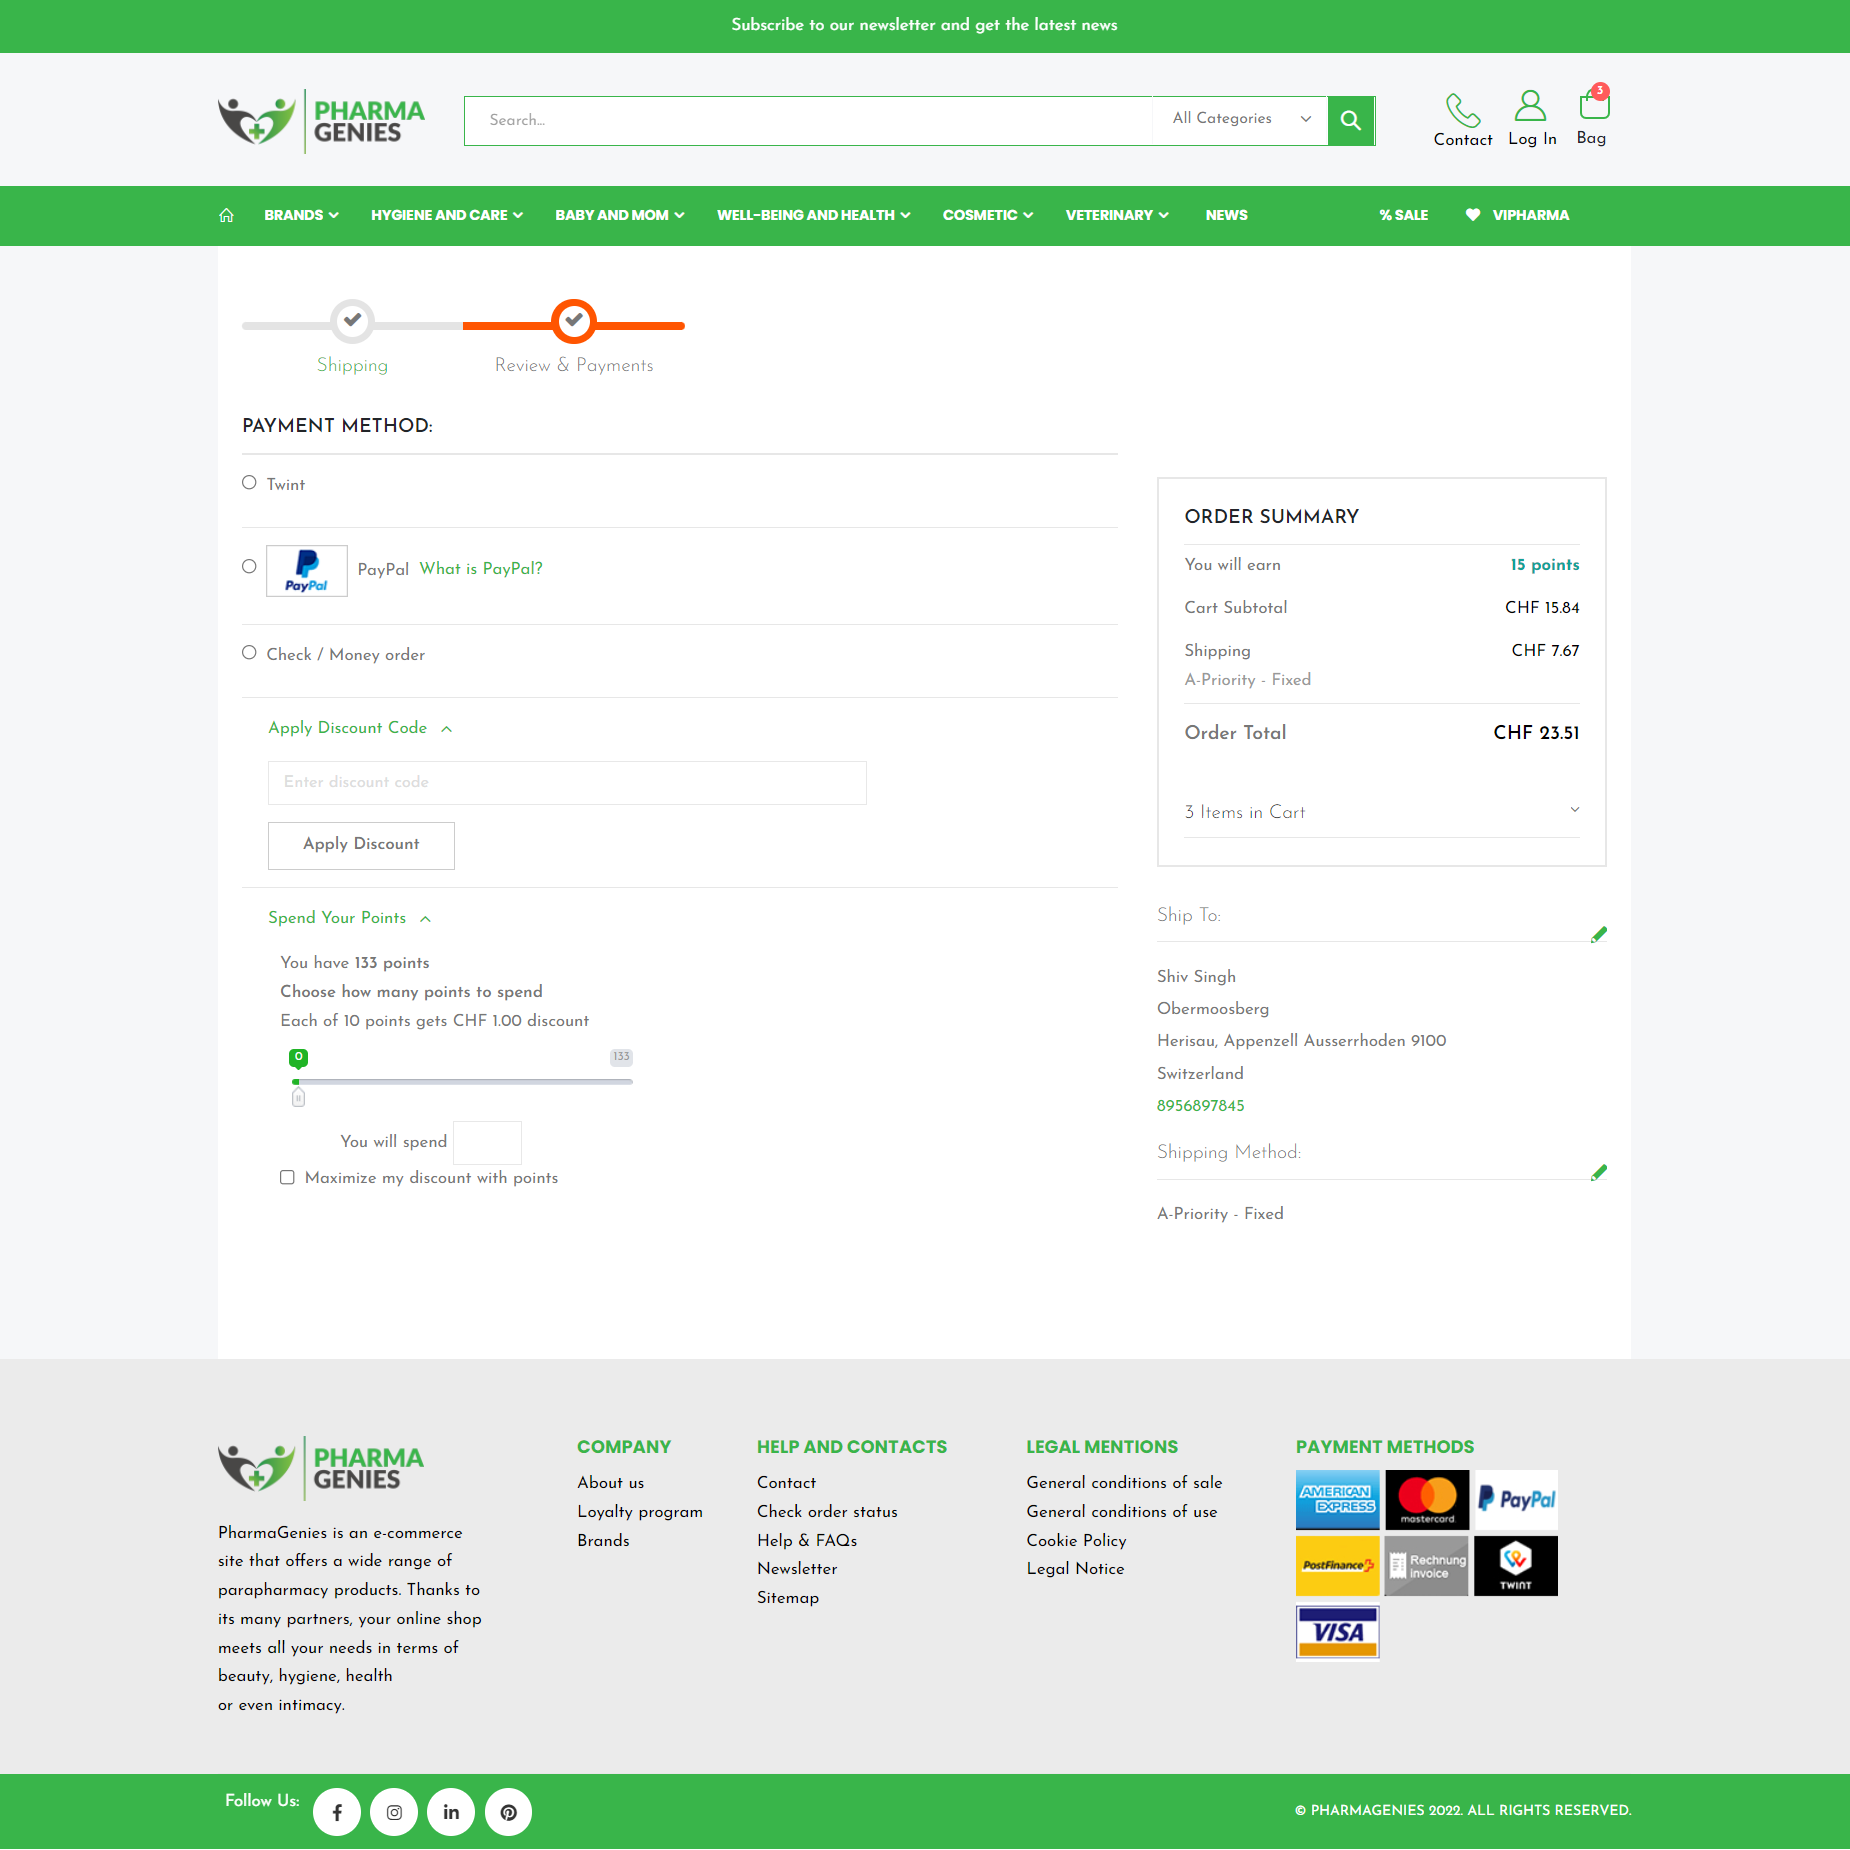 Subscribe to our newsletter and get the latest news
PHARMA
GENIES
Search...
All Categories
Contact
Log In
3
Bag
BRANDS
HYGIENE AND CARE
BABY AND MOM
WELL-BEING AND HEALTH
COSMETIC
VETERINARY
NEWS
% SALE
VIPHARMA
Shipping
Review & Payments
PAYMENT METHOD:
Twint
PayPal
PayPal What is PayPal?
Check / Money order
Apply Discount Code
Enter discount code
Apply Discount
Spend Your Points
You have 133 points
Choose how many points to spend
Each of 10 points gets CHF 1.00 discount
0
133
You will spend
Maximize my discount with points
ORDER SUMMARY
You will earn 15 points
Cart Subtotal CHF 15.84
Shipping CHF 7.67
A-Priority - Fixed
Order Total CHF 23.51
3 Items in Cart
Ship To:
Shiv Singh
Obermoosberg
Herisau, Appenzell Ausserrhoden 9100
Switzerland
8956897845
Shipping Method:
A-Priority - Fixed
PHARMA
GENIES
PharmaGenies is an e-commerce
site that offers a wide range of
parapharmacy products. Thanks to
its many partners, your online shop
meets all your needs in terms of
beauty, hygiene, health
or even intimacy.
COMPANY
About us
Loyalty program
Brands
HELP AND CONTACTS
Contact
Check order status
Help & FAQs
Newsletter
Sitemap
LEGAL MENTIONS
General conditions of sale
General conditions of use
Cookie Policy
Legal Notice
PAYMENT METHODS
AMERICAN
EXPRESS
mastercard
PayPal
PostFinance
Rechnung
invoice
TWINT
VISA
Follow Us:
© PHARMAGENIES 2022. ALL RIGHTS RESERVED.